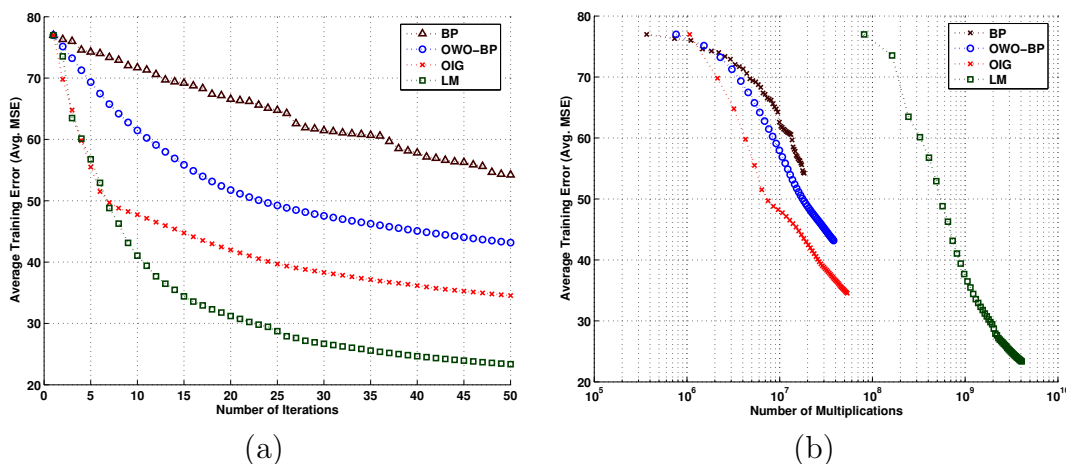 Average Training Error (Avg. MSE)
80
70
60
50
40
30
20
0
5
10
15
20
25
30
35
40
45
50
Number of Iterations
BP
OWO−BP
OIG
LM
(a)
Average Training Error (Avg. MSE)
80
70
60
50
40
30
20
10^5
10^6
10^7
10^8
10^9
10^10
Number of Multiplications
BP
OWO−BP
OIG
LM
(b)